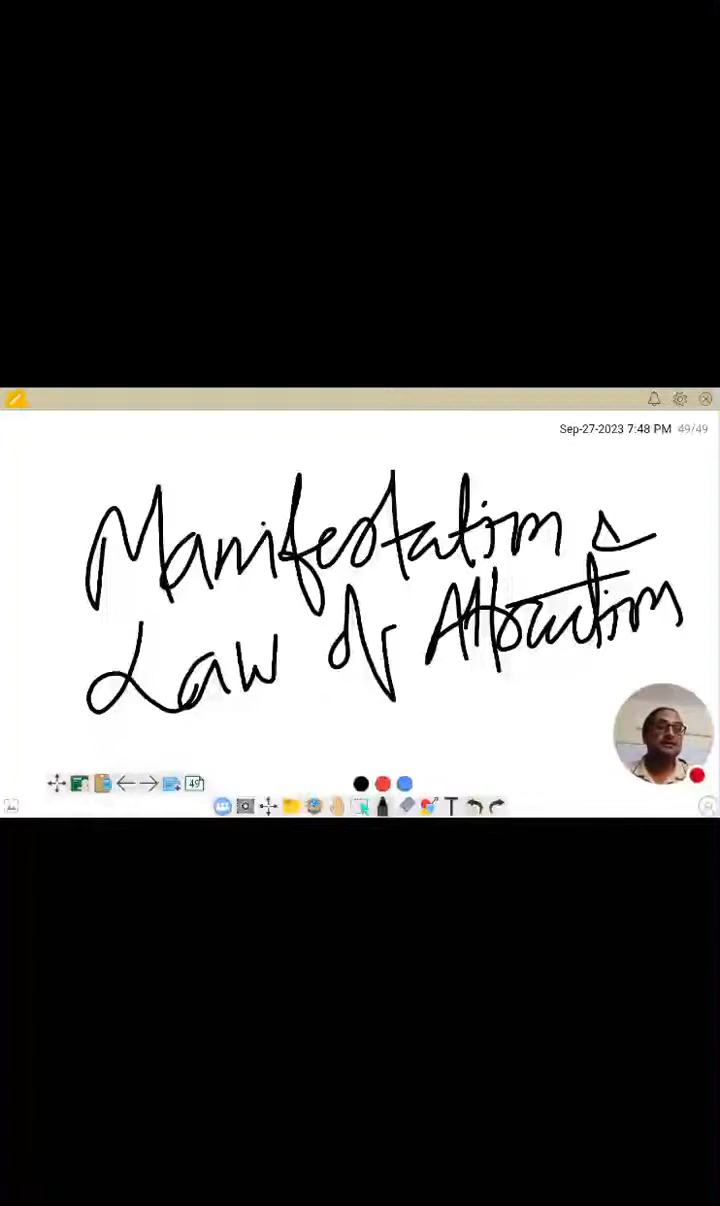 Sep-27-2023 7:48 PM 49/49
Manifestation &
Law of Attraction
49
T